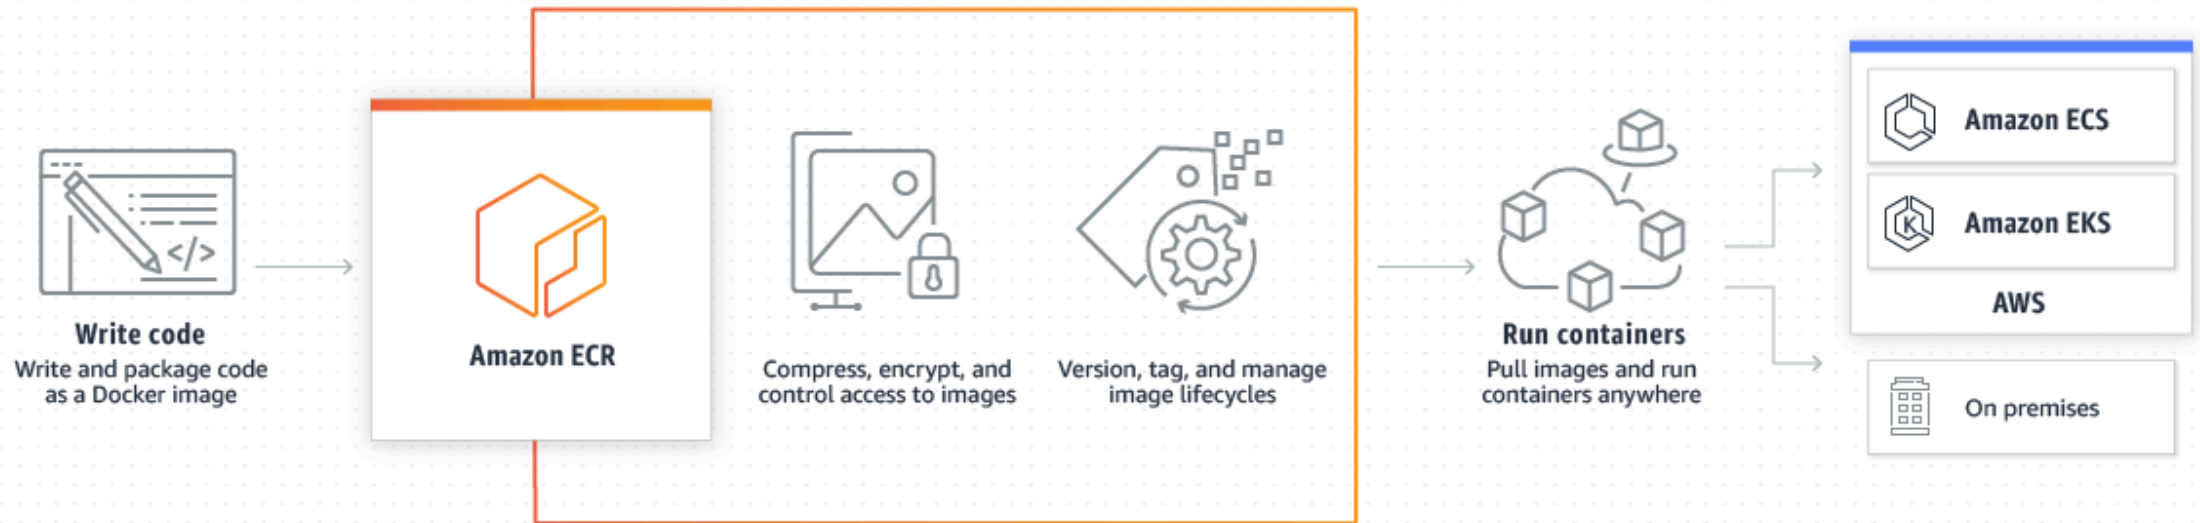 Write code
Write and package code
as a Docker image
</>
Amazon ECR
Compress, encrypt, and
control access to images
Version, tag, and manage
image lifecycles
Run containers
Pull images and run
containers anywhere
Amazon ECS
K
Amazon EKS
AWS
On premises